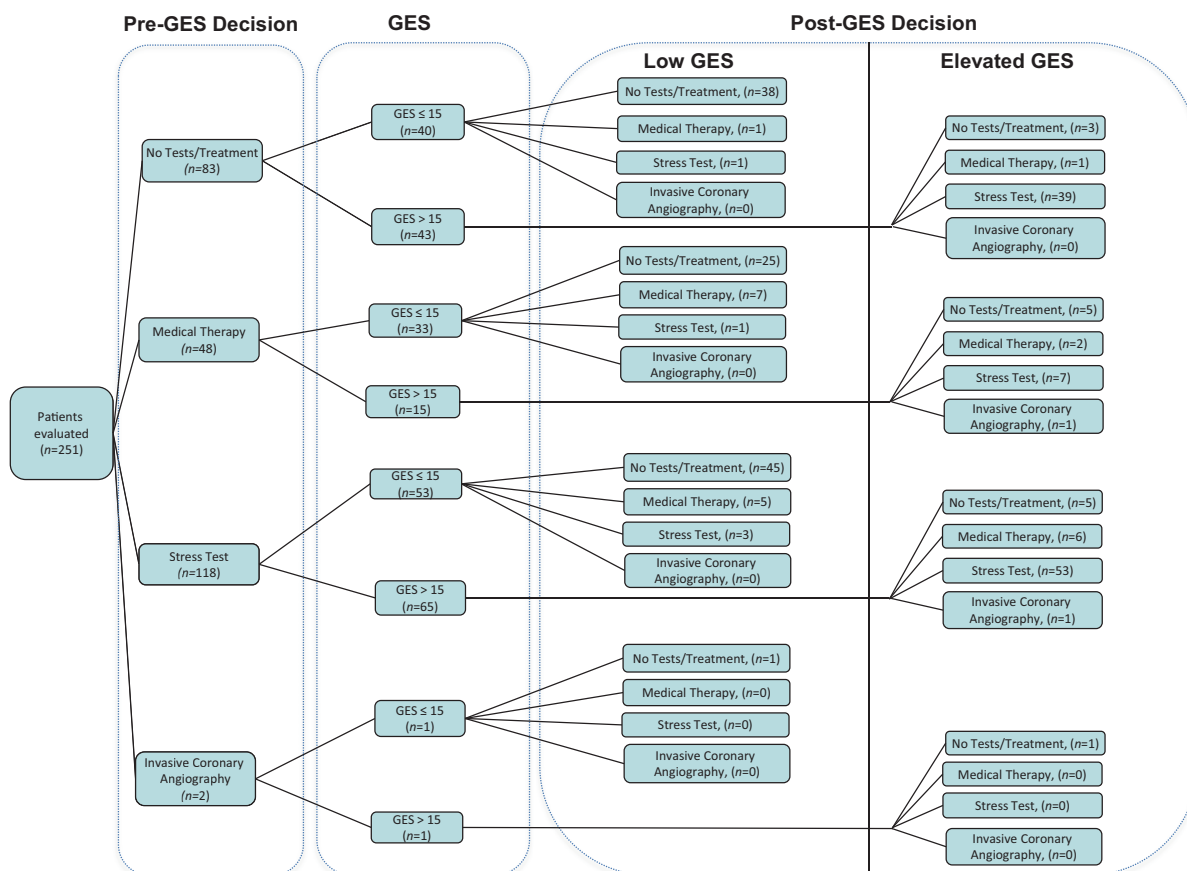 Pre-GES Decision
GES
Post-GES Decision
Low GES
Elevated GES
Patients
evaluated
(n=251)
No Tests/Treatment
(n=83)
GES ≤ 15
(n=40)
No Tests/Treatment, (n=38)
Medical Therapy, (n=1)
Stress Test, (n=1)
Invasive Coronary
Angiography, (n=0)
GES > 15
(n=43)
No Tests/Treatment, (n=3)
Medical Therapy, (n=1)
Stress Test, (n=39)
Invasive Coronary
Angiography, (n=0)
Medical Therapy
(n=48)
GES ≤ 15
(n=33)
No Tests/Treatment, (n=25)
Medical Therapy, (n=7)
Stress Test, (n=1)
Invasive Coronary
Angiography, (n=0)
GES > 15
(n=15)
No Tests/Treatment, (n=5)
Medical Therapy, (n=2)
Stress Test, (n=7)
Invasive Coronary
Angiography, (n=1)
Stress Test
(n=118)
GES ≤ 15
(n=53)
No Tests/Treatment, (n=45)
Medical Therapy, (n=5)
Stress Test, (n=3)
Invasive Coronary
Angiography, (n=0)
GES > 15
(n=65)
No Tests/Treatment, (n=5)
Medical Therapy, (n=6)
Stress Test, (n=53)
Invasive Coronary
Angiography, (n=1)
Invasive Coronary
Angiography
(n=2)
GES ≤ 15
(n=1)
No Tests/Treatment, (n=1)
Medical Therapy, (n=0)
Stress Test, (n=0)
Invasive Coronary
Angiography, (n=0)
GES > 15
(n=1)
No Tests/Treatment, (n=1)
Medical Therapy, (n=0)
Stress Test, (n=0)
Invasive Coronary
Angiography, (n=0)